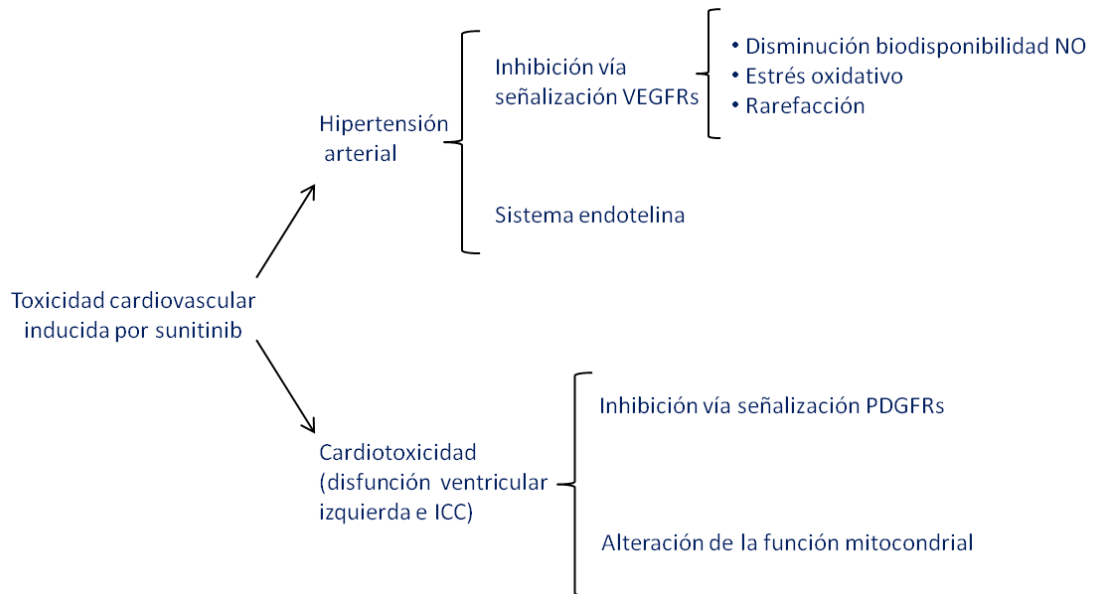 • Disminución biodisponibilidad NO
• Estrés oxidativo
• Rarefacción
Inhibición vía
señalización VEGFRs
Hipertensión
arterial
Sistema endotelina
Toxicidad cardiovascular
inducida por sunitinib
Inhibición vía señalización PDGFRs
Cardiotoxicidad
(disfunción ventricular
izquierda e ICC)
Alteración de la función mitocondrial